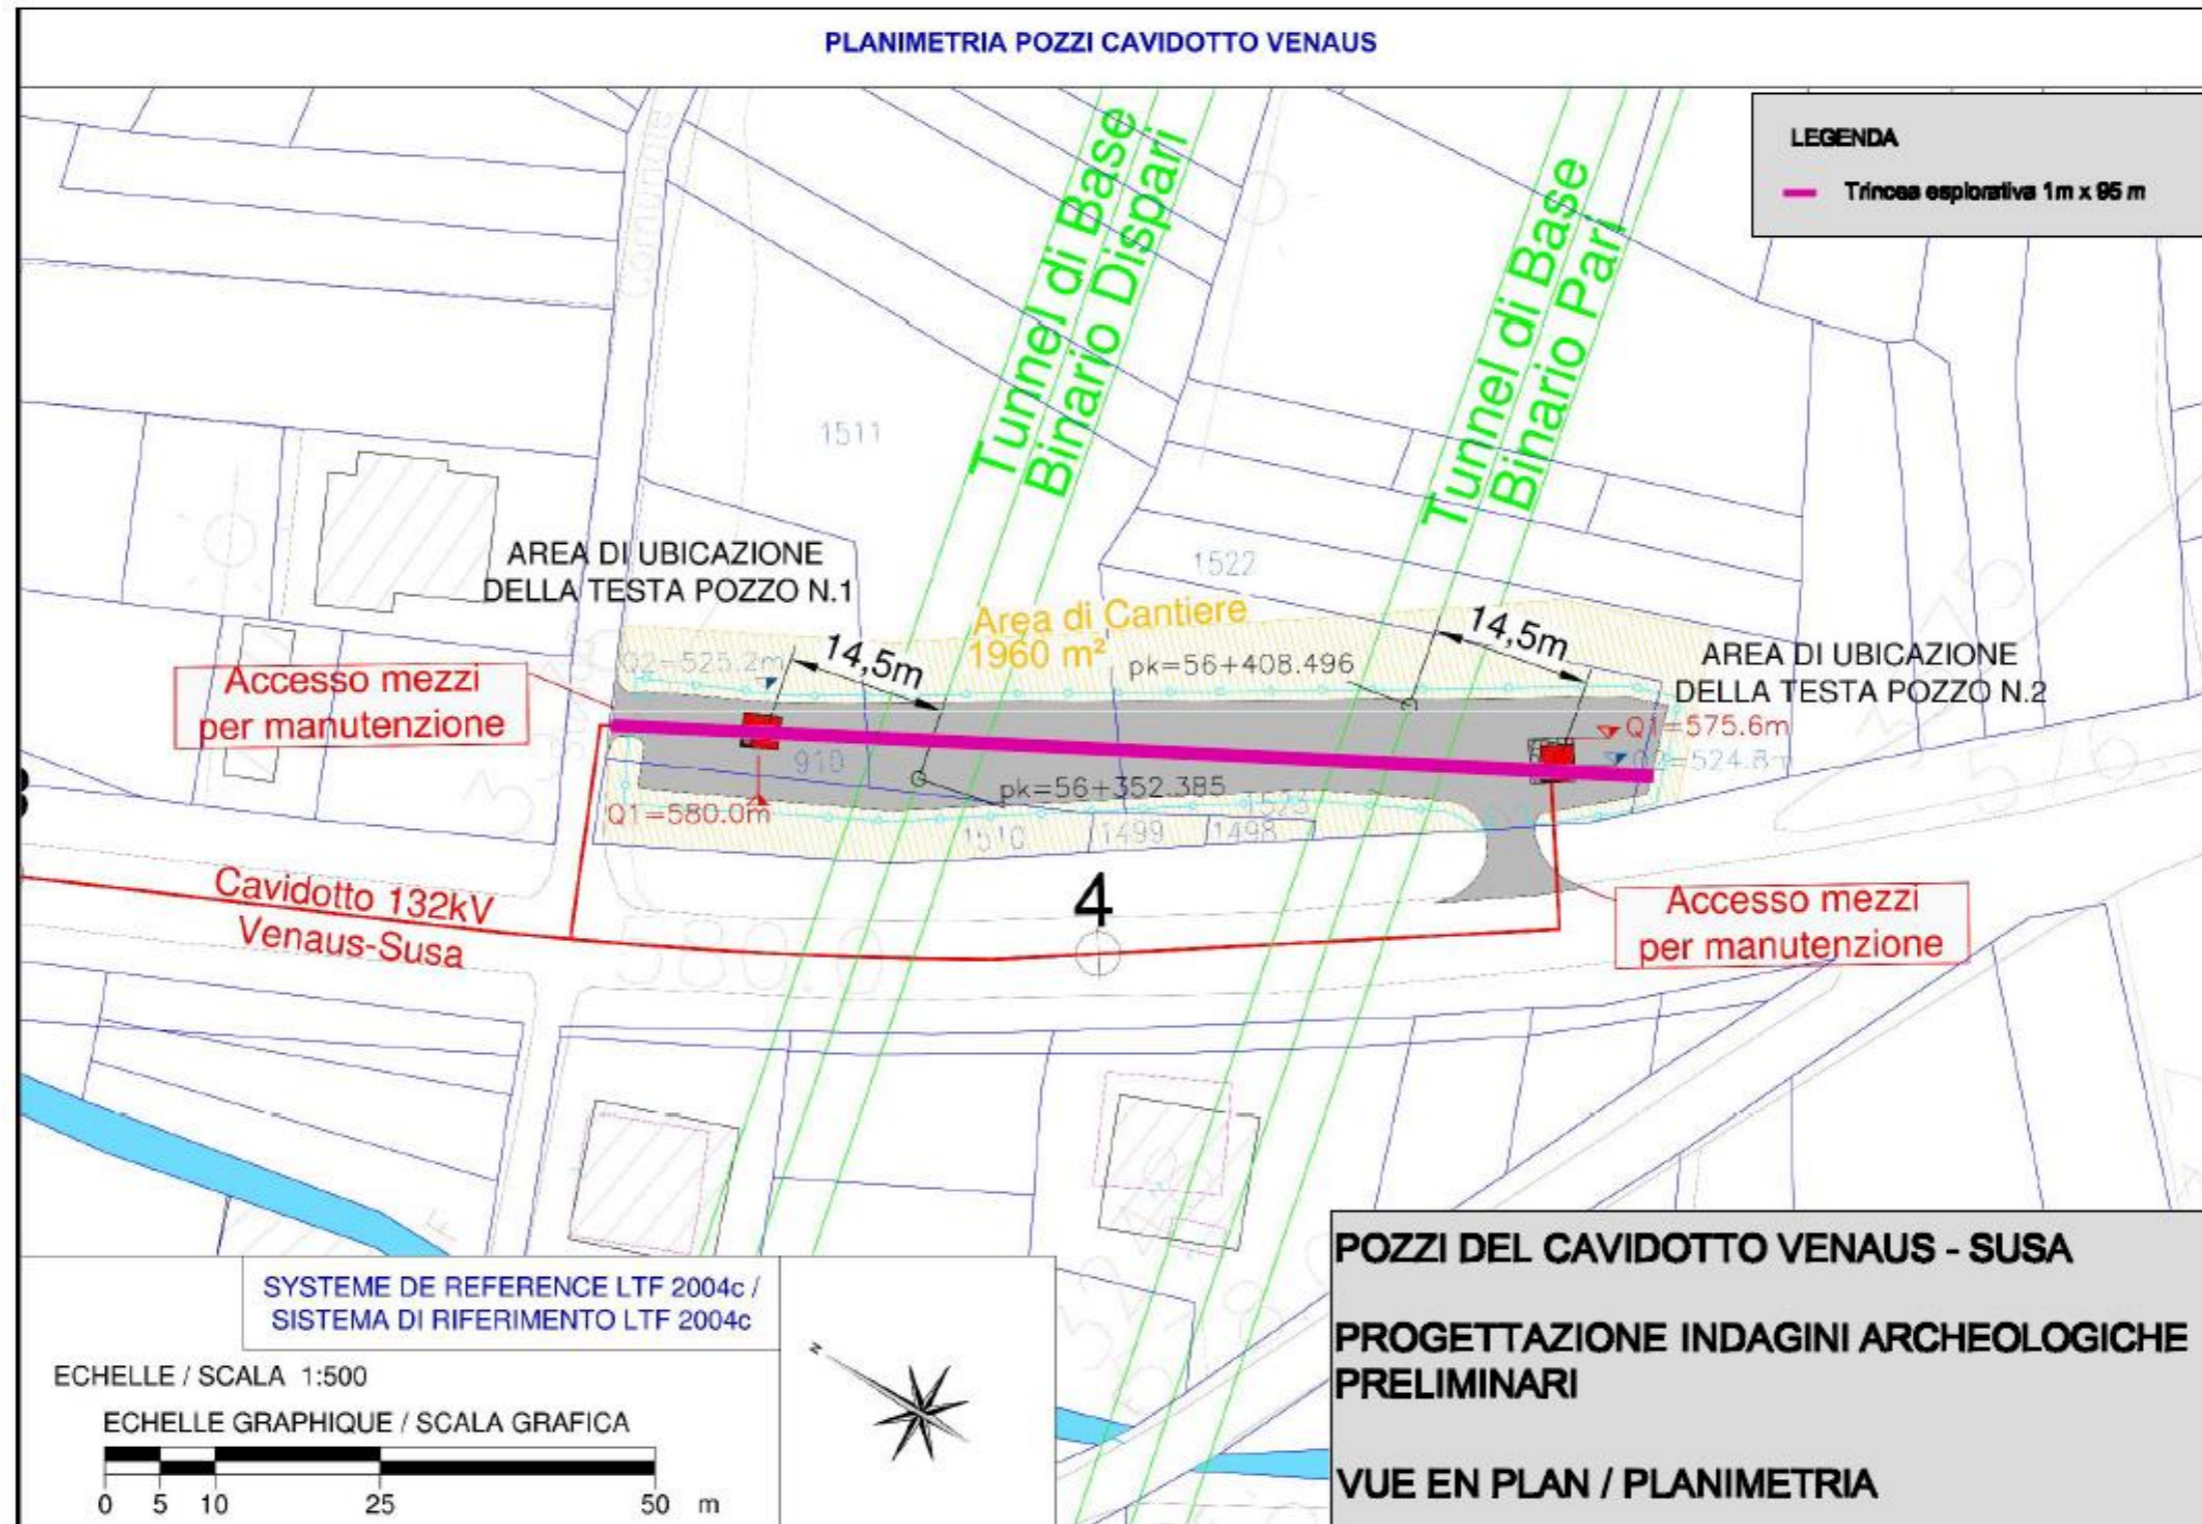 PLANIMETRIA POZZI CAVIDOTTO VENAUS
LEGENDA
Trincea esplorativa 1m x 95 m
Tunnel di Base
Binario Dispari
Tunnel di Base
Binario Pari
1511
AREA DI UBICAZIONE
DELLA TESTA POZZO N.1
1522
Area di Cantiere
1960 m²
14,5m
14,5m
pk=56+408.496
AREA DI UBICAZIONE
DELLA TESTA POZZO N.2
Q2=525.2m
Accesso mezzi
per manutenzione
Q1=575.6m
Q2=524.8m
910
pk=56+352.385
Q1=580.0m
1523
1510
1499
1498
4
Cavidotto 132kV
Venaus-Susa
580.0
Accesso mezzi
per manutenzione
SYSTEME DE REFERENCE LTF 2004c /
SISTEMA DI RIFERIMENTO LTF 2004c
ECHELLE / SCALA 1:500
ECHELLE GRAPHIQUE / SCALA GRAFICA
0 5 10 25 50 m
N
POZZI DEL CAVIDOTTO VENAUS - SUSA
PROGETTAZIONE INDAGINI ARCHEOLOGICHE
PRELIMINARI
VUE EN PLAN / PLANIMETRIA